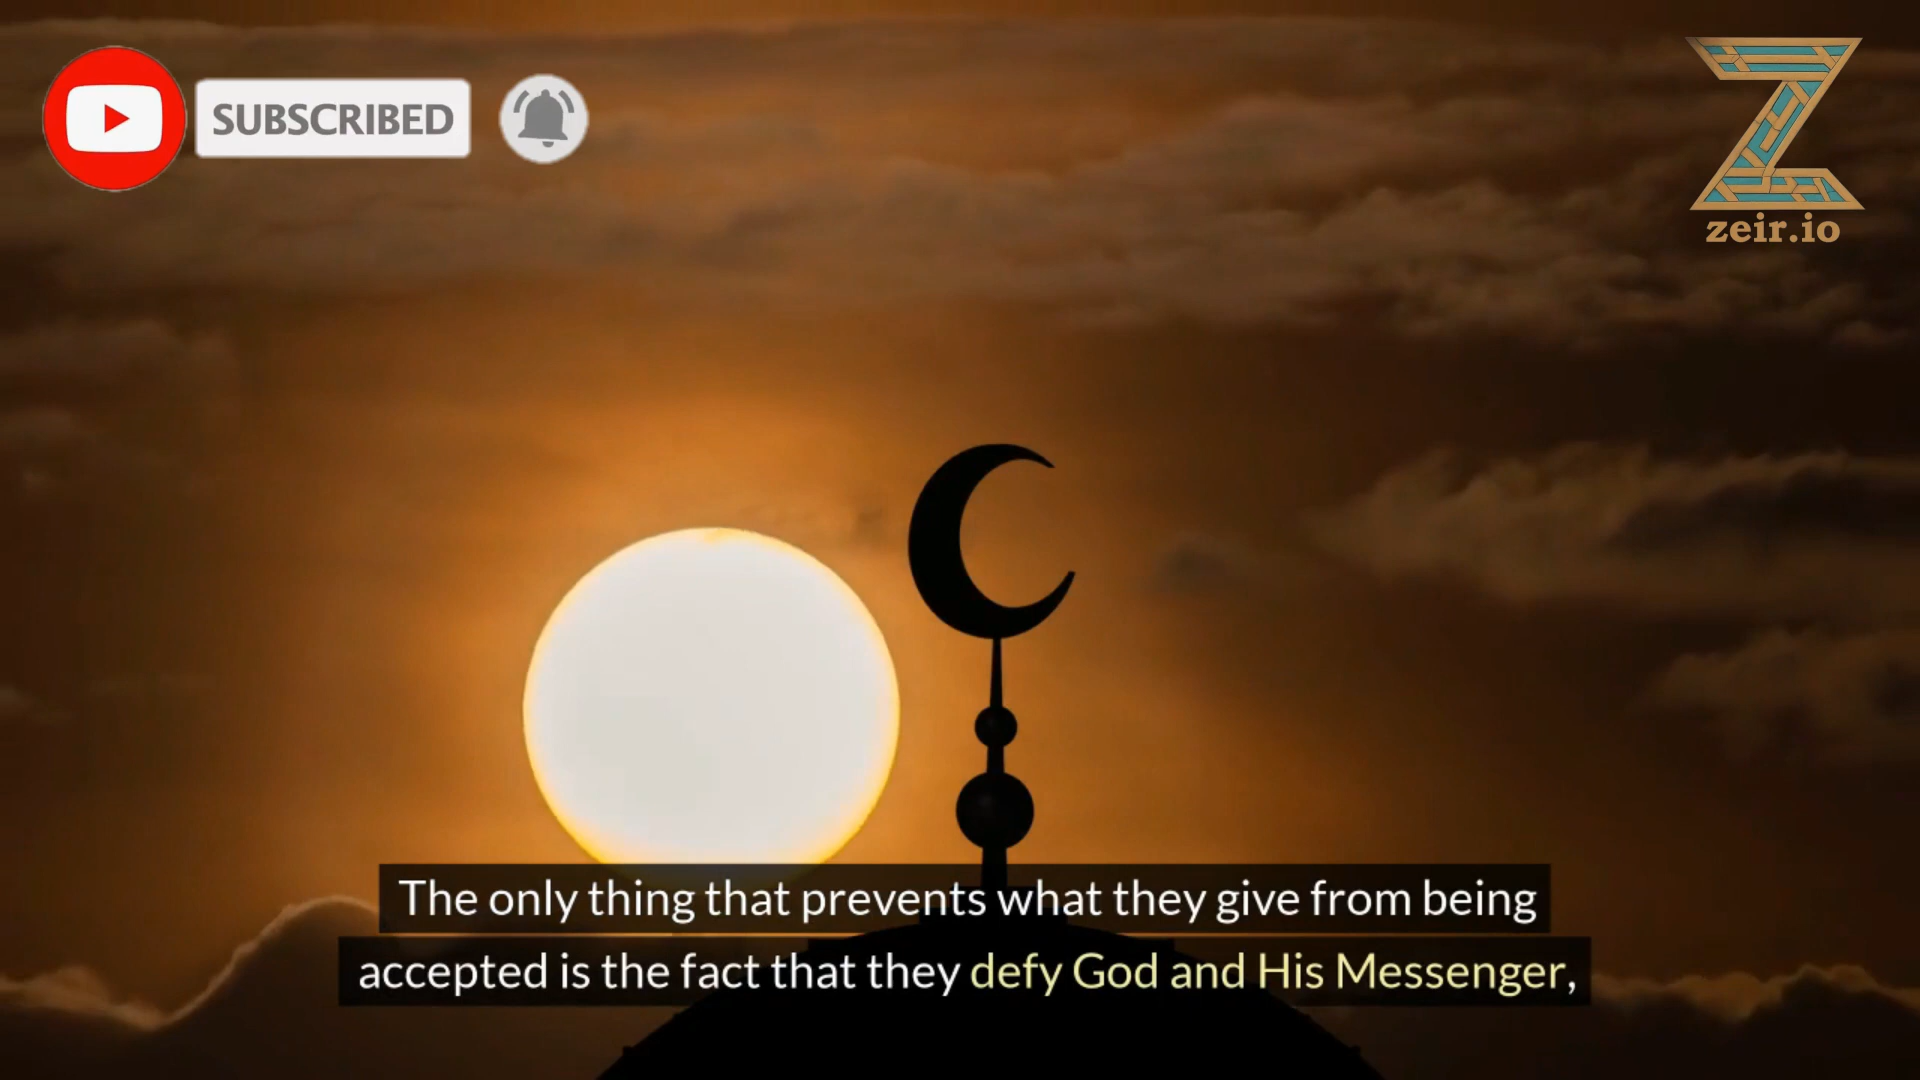 SUBSCRIBED
zeir.io
The only thing that prevents what they give from being
accepted is the fact that they defy God and His Messenger,